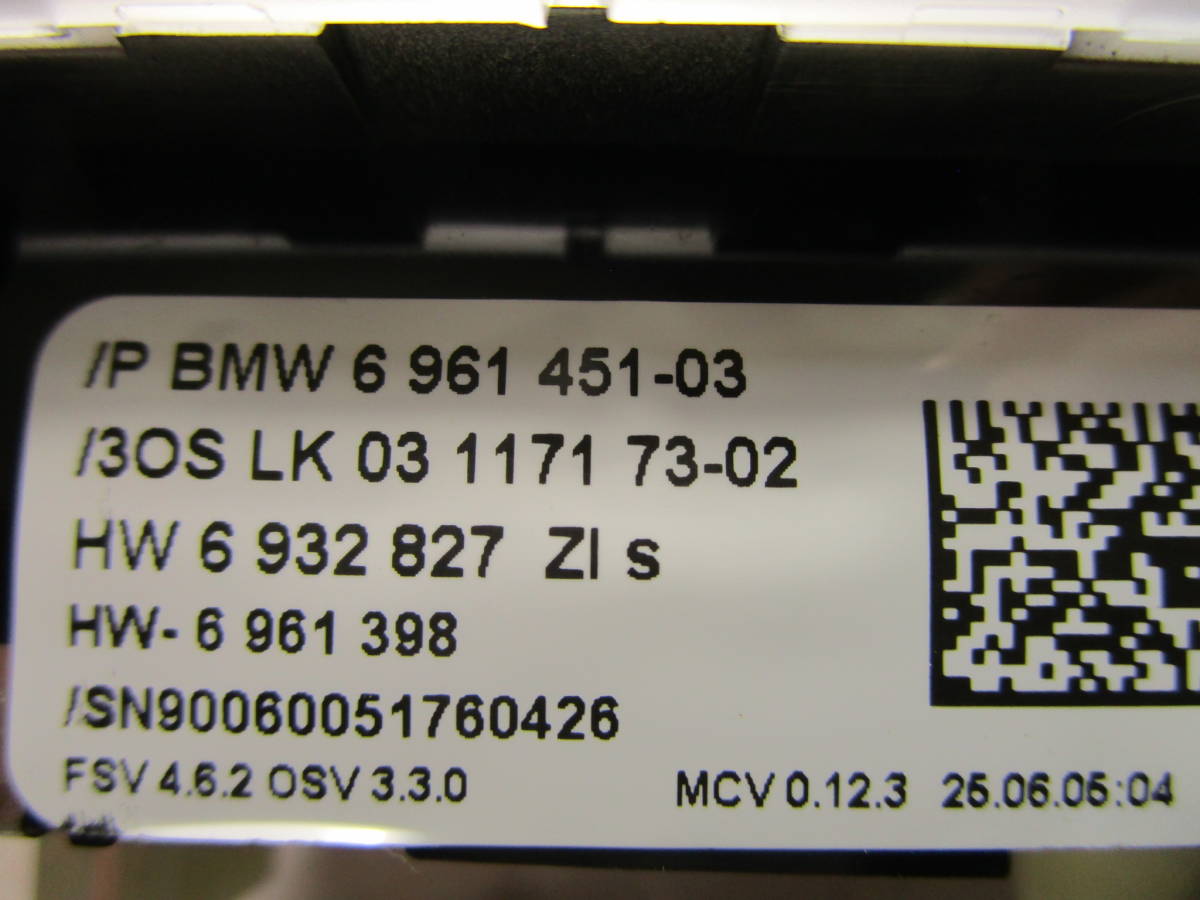 /P BMW 6 961 451-03
/3OS LK 03 1171 73-02
HW 6 932 827 ZI s
HW- 6 961 398
/SN90060051760426
FSV 4.6.2 OSV 3.3.0
MCV 0.12.3 25.06.05:04